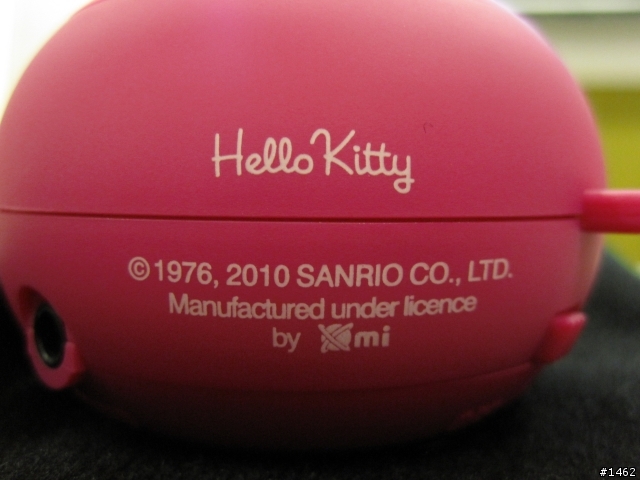 Hello Kitty
©1976, 2010 SANRIO CO., LTD.
Manufactured under licence
by Xmi
#1462